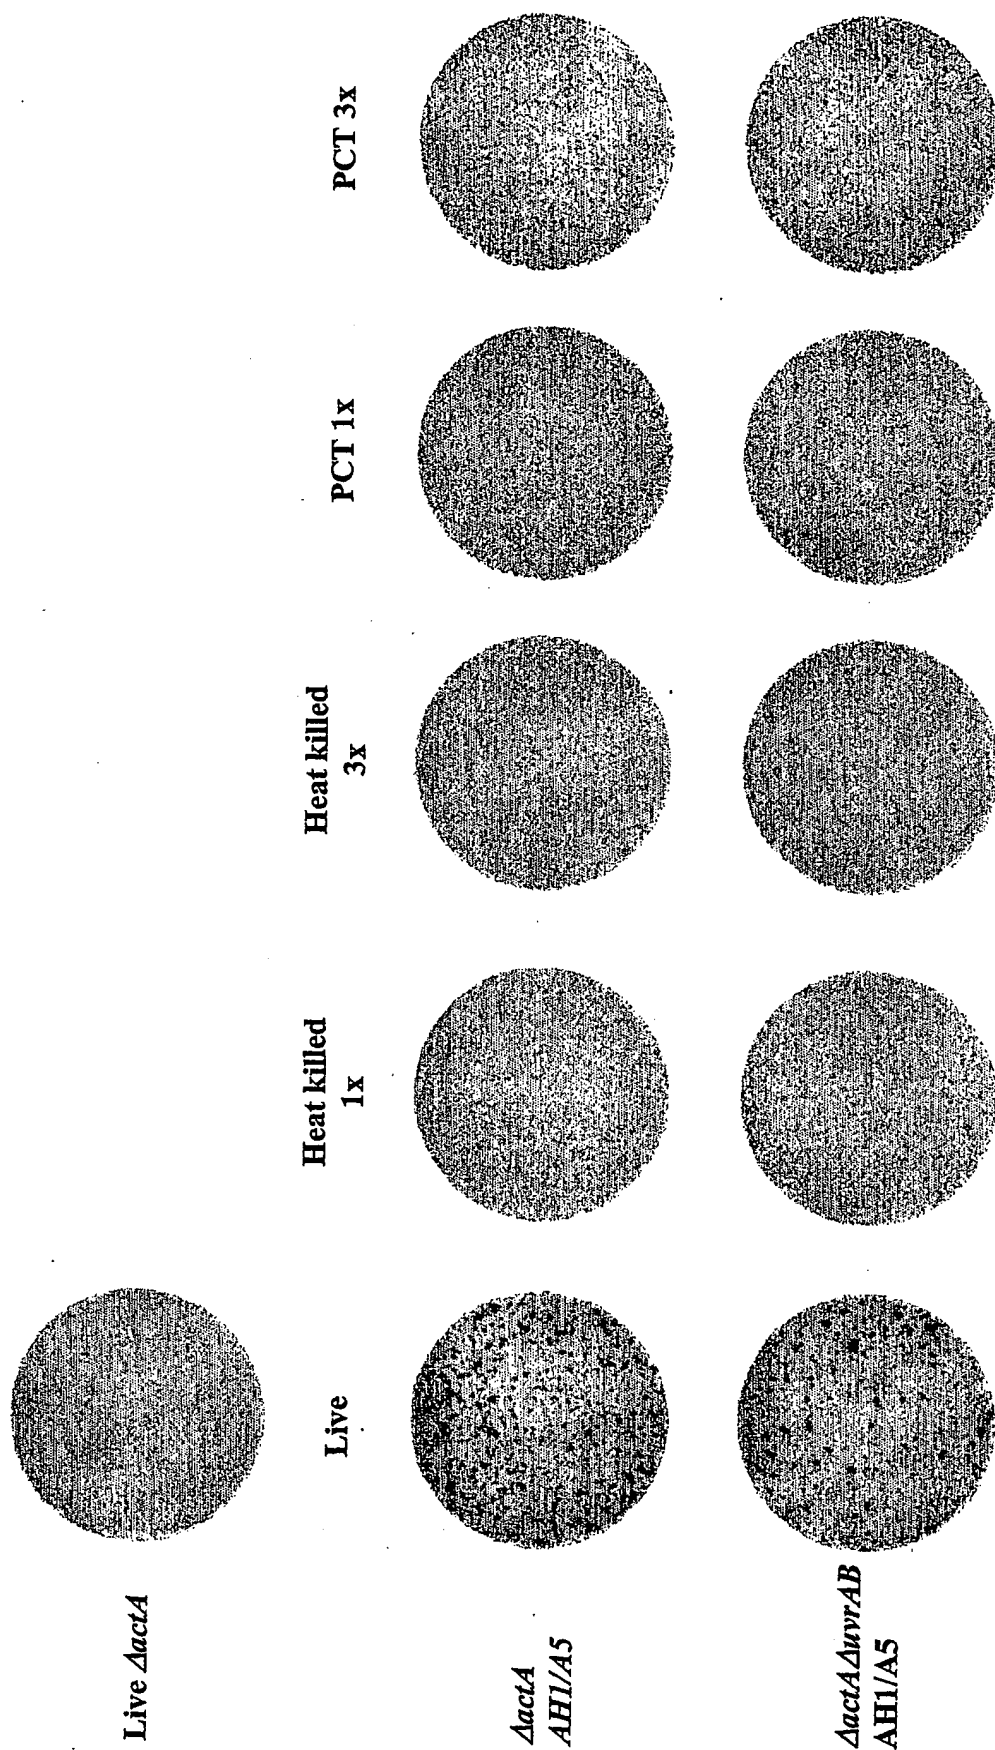 Live ΔactA
Live
Heat killed
1x
Heat killed
3x
PCT 1x
PCT 3x
ΔactA
AH1/A5
ΔactAΔuvrAB
AH1/A5